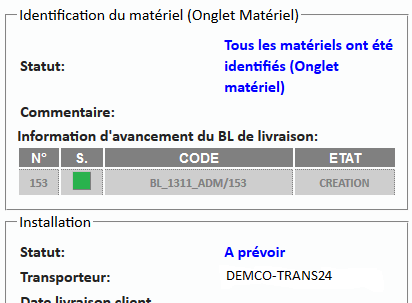 Identification du matériel (Onglet Matériel)
Statut: Tous les matériels ont été identifiés (Onglet matériel)
Commentaire:
Information d'avancement du BL de livraison:
N° S. CODE ETAT
153 BL_1311_ADM/153 CREATION
Installation
Statut: A prévoir
Transporteur: DEMCO-TRANS24
Date livraison client